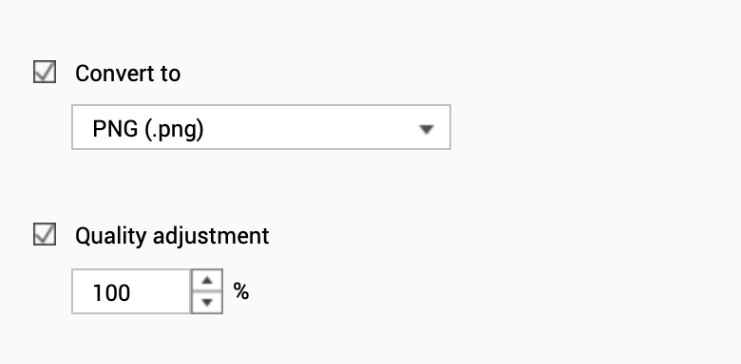 Convert to
PNG (.png)
Quality adjustment
100 %